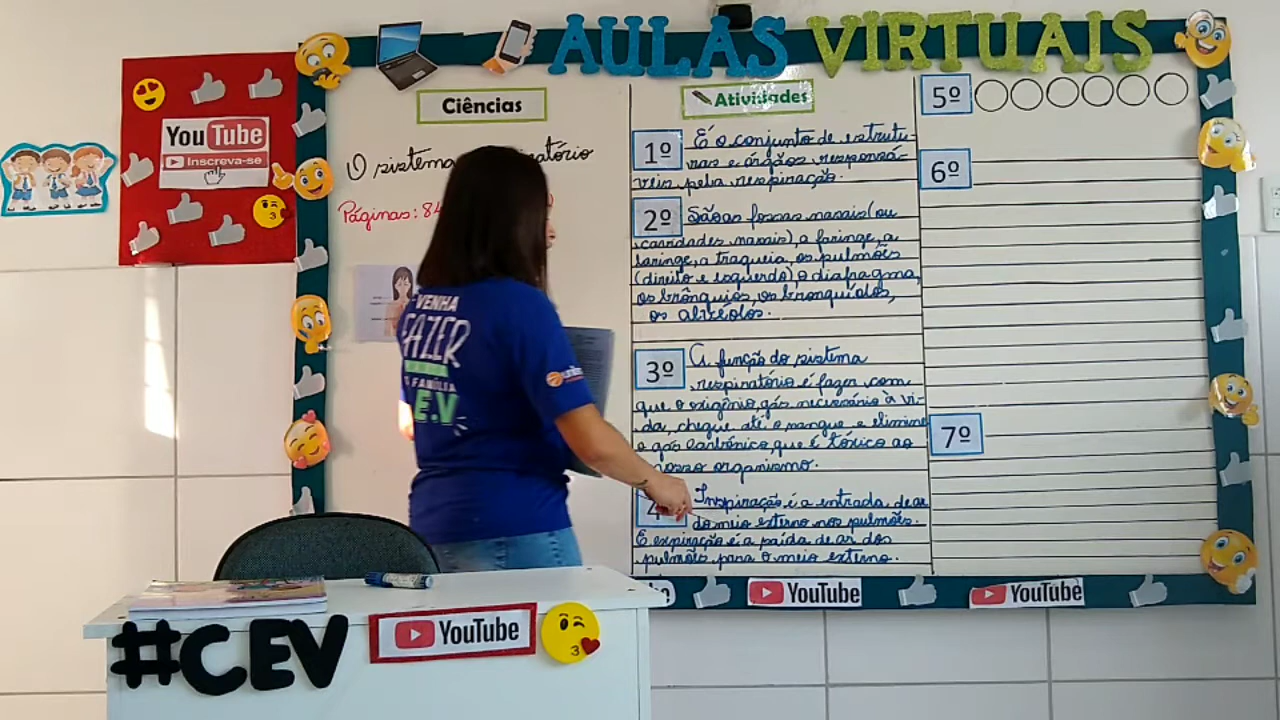 AULAS VIRTUAIS
You Tube
Inscreva-se
Ciências
O sistema
Páginas: 84
VENHA
FAZER
FAMÍLIA
E.V
Atividades
1º É o conjunto de estrutu-
ras e órgãos responsá-
veis pela respiração.
2º São as fossas nasais (ou
cavidades nasais), a faringe, a
laringe, a traqueia, os pulmões
(direito e esquerdo), o diafragma,
os brônquios, os bronquíolos,
os alvéolos.
3º A função do sistema
respiratório é fazer com
que o oxigênio, gás necessário à vi-
da, chegue até o sangue e elimine
o gás carbônico, que é tóxico ao
nosso organismo.
4 Inspiração é a entrada de ar
do meio externo nos pulmões.
E expiração é a saída de ar dos
pulmões para o meio externo.
5º
6º
7º
YouTube
YouTube
#CEV
YouTube